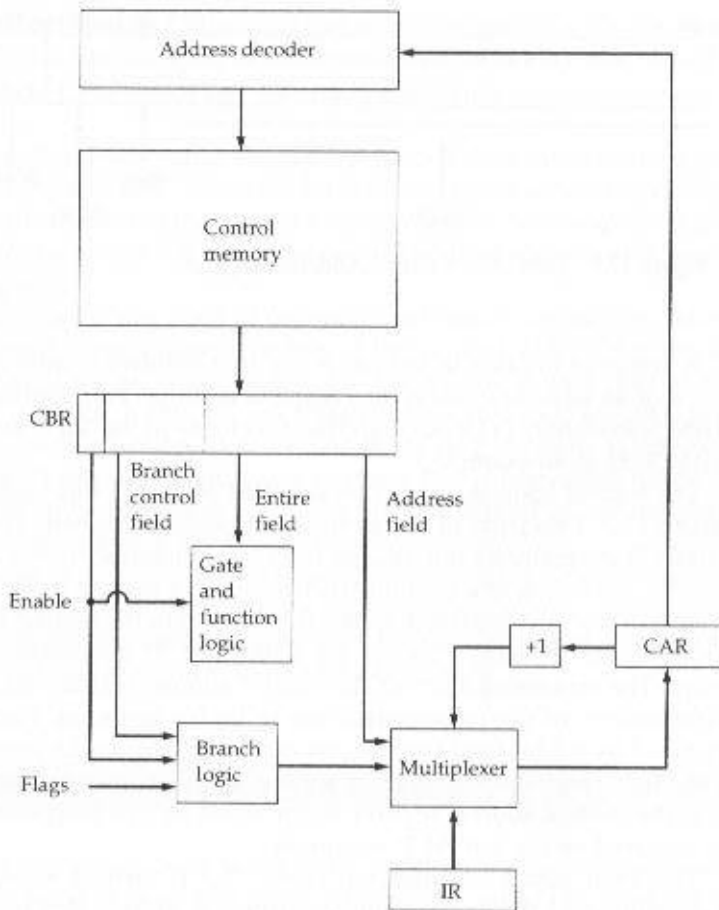 Address decoder
Control
memory
CBR
Branch
control
field
Entire
field
Address
field
Gate
and
function
logic
Enable
+1
CAR
Branch
logic
Multiplexer
Flags
IR